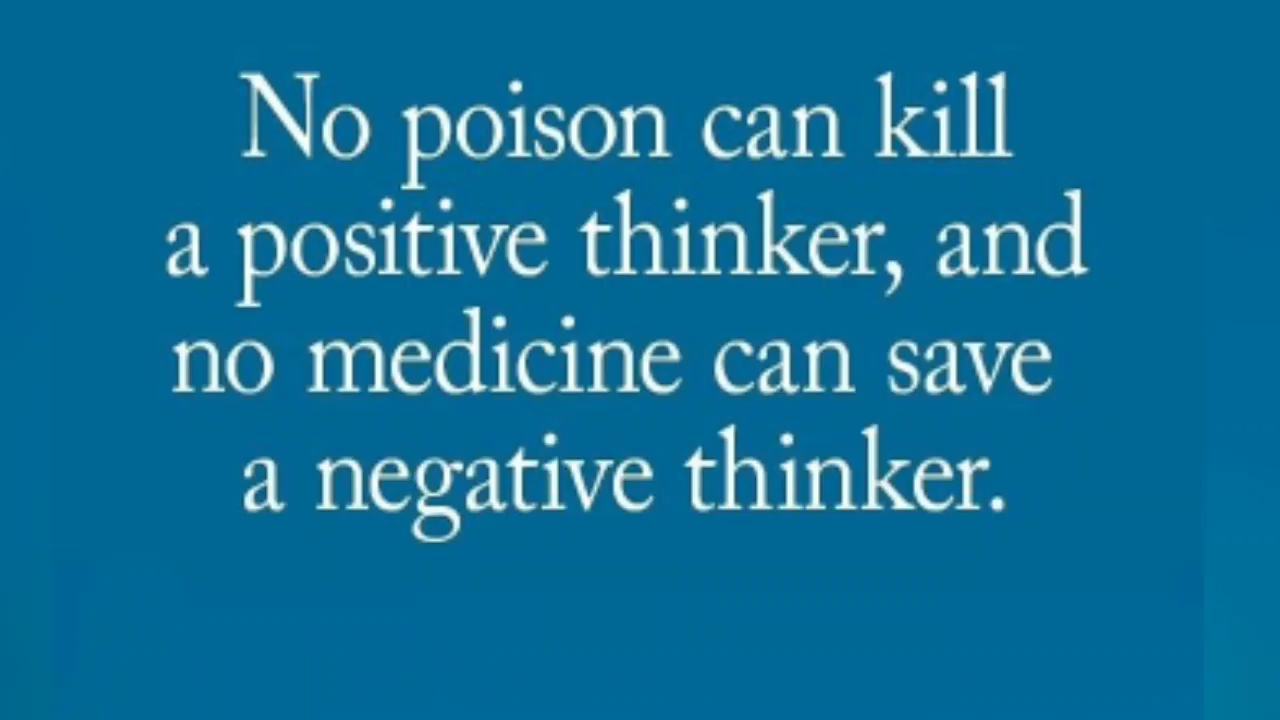 No poison can kill
a positive thinker, and
no medicine can save
a negative thinker.